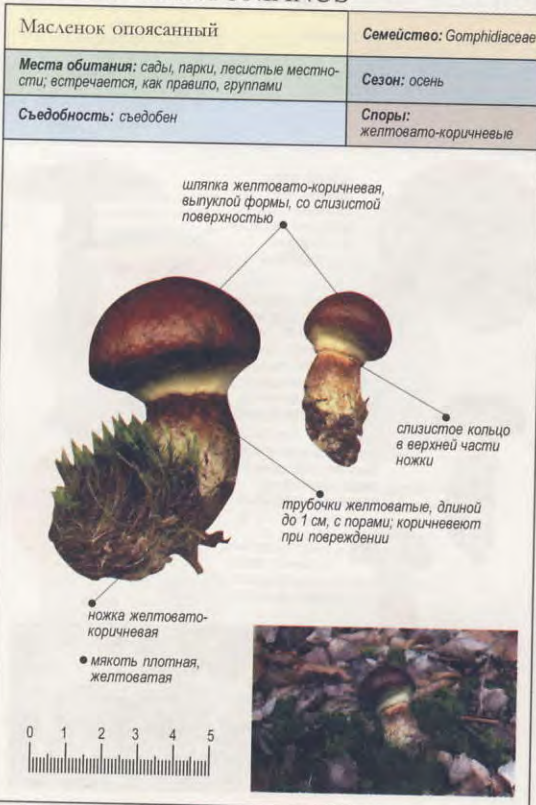 Масленок опоясанный
Семейство: Gomphidiaceae
Места обитания: сады, парки, лесистые местно-
сти; встречается, как правило, группами
Сезон: осень
Съедобность: съедобен
Споры:
желтовато-коричневые
шляпка желтовато-коричневая,
выпуклой формы, со слизистой
поверхностью
слизистое кольцо
в верхней части
ножки
трубочки желтоватые, длиной
до 1 см, с порами; коричневеют
при повреждении
ножка желтовато-
коричневая
мякоть плотная,
желтоватая
0 1 2 3 4 5